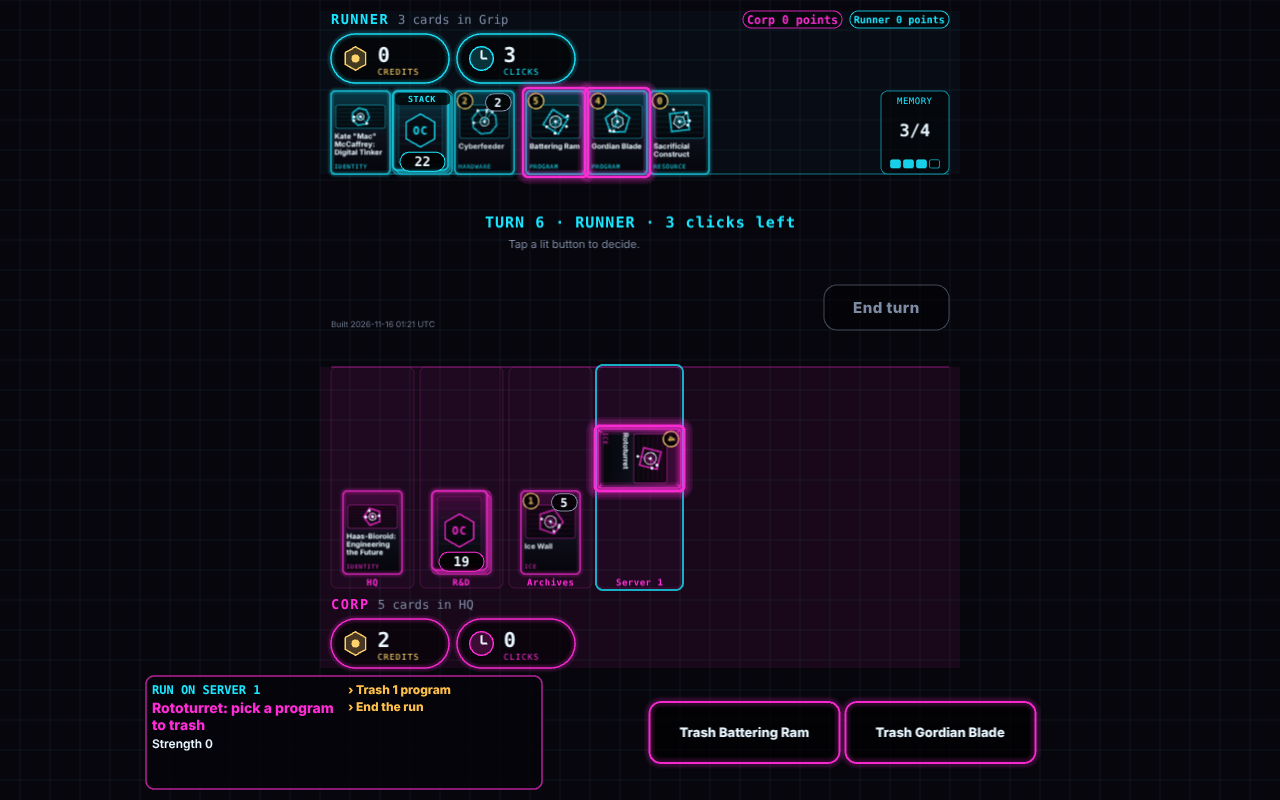 RUNNER 3 cards in Grip
Corp 0 points
Runner 0 points
0
CREDITS
3
CLICKS
Kate "Mac"
McCaffrey:
Digital Tinker
IDENTITY
STACK
OC
22
2
2
Cyberfeeder
HARDWARE
5
Battering Ram
PROGRAM
4
Gordian Blade
PROGRAM
0
Sacrificial
Construct
RESOURCE
MEMORY
3/4
TURN 6 · RUNNER · 3 clicks left
Tap a lit button to decide.
End turn
Built 2026-11-16 01:21 UTC
Rototurret
ICE
4
Haas-Bioroid:
Engineering
the Future
IDENTITY
HQ
OC
19
R&D
1
5
Ice Wall
ICE
Archives
Server 1
CORP 5 cards in HQ
2
CREDITS
0
CLICKS
RUN ON SERVER 1
Rototurret: pick a program
to trash
Strength 0
› Trash 1 program
› End the run
Trash Battering Ram
Trash Gordian Blade